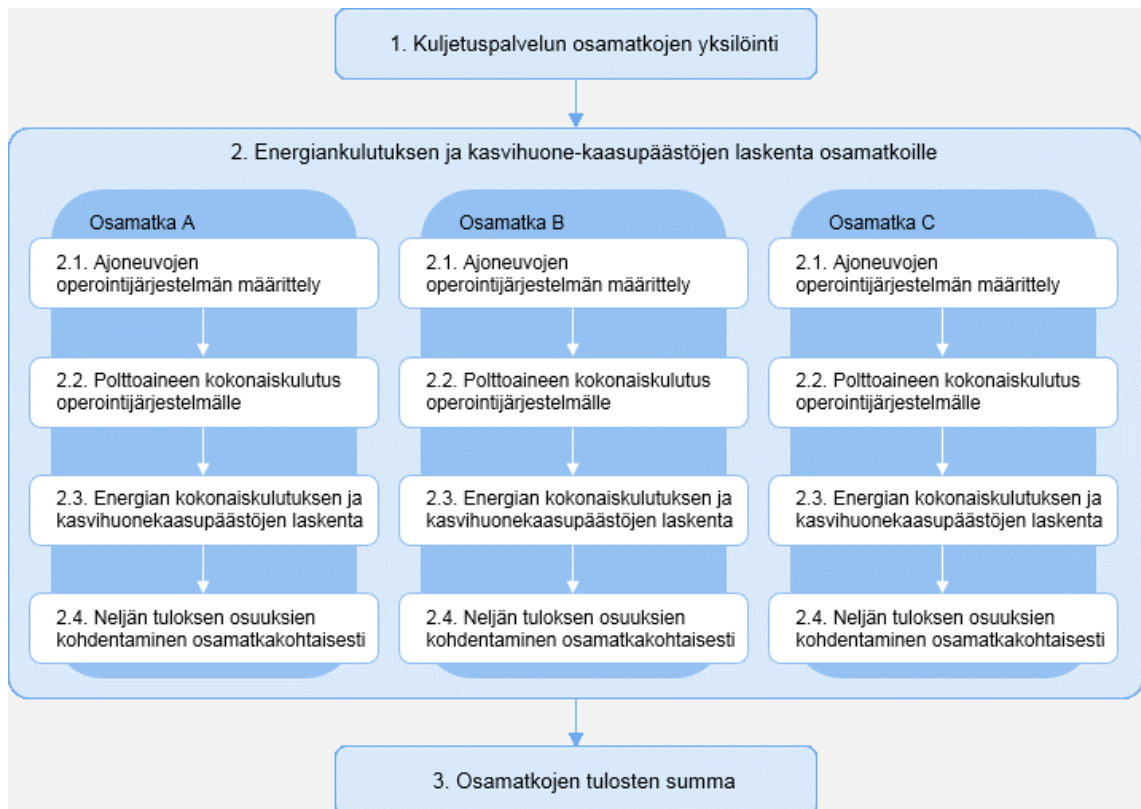 1. Kuljetuspalvelun osamatkojen yksilöinti
2. Energiankulutuksen ja kasvihuone-kaasupäästöjen laskenta osamatkoille
Osamatka A
2.1. Ajoneuvojen
operointijärjestelmän määrittely
2.2. Polttoaineen kokonaiskulutus
operointijärjestelmälle
2.3. Energian kokonaiskulutuksen ja
kasvihuonekaasupäästöjen laskenta
2.4. Neljän tuloksen osuuksien
kohdentaminen osamatkakohtaisesti
Osamatka B
2.1. Ajoneuvojen
operointijärjestelmän määrittely
2.2. Polttoaineen kokonaiskulutus
operointijärjestelmälle
2.3. Energian kokonaiskulutuksen ja
kasvihuonekaasupäästöjen laskenta
2.4. Neljän tuloksen osuuksien
kohdentaminen osamatkakohtaisesti
Osamatka C
2.1. Ajoneuvojen
operointijärjestelmän määrittely
2.2. Polttoaineen kokonaiskulutus
operointijärjestelmälle
2.3. Energian kokonaiskulutuksen ja
kasvihuonekaasupäästöjen laskenta
2.4. Neljän tuloksen osuuksien
kohdentaminen osamatkakohtaisesti
3. Osamatkojen tulosten summa